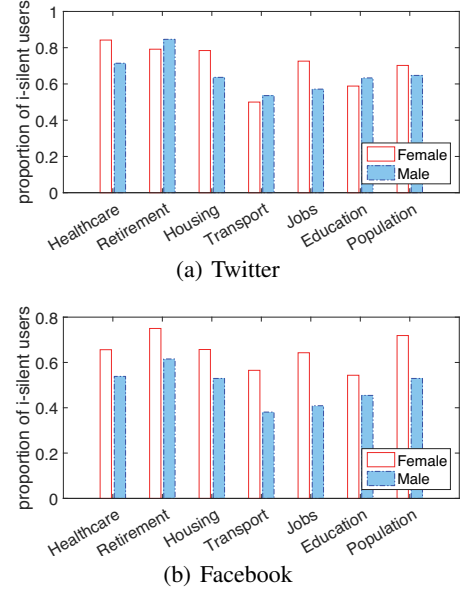 proportion of i-silent users
1
0.8
0.6
0.4
0.2
0
Female
Male
Healthcare
Retirement
Housing
Transport
Jobs
Education
Population
(a) Twitter
proportion of i-silent users
0.8
0.6
0.4
0.2
0
Female
Male
Healthcare
Retirement
Housing
Transport
Jobs
Education
Population
(b) Facebook